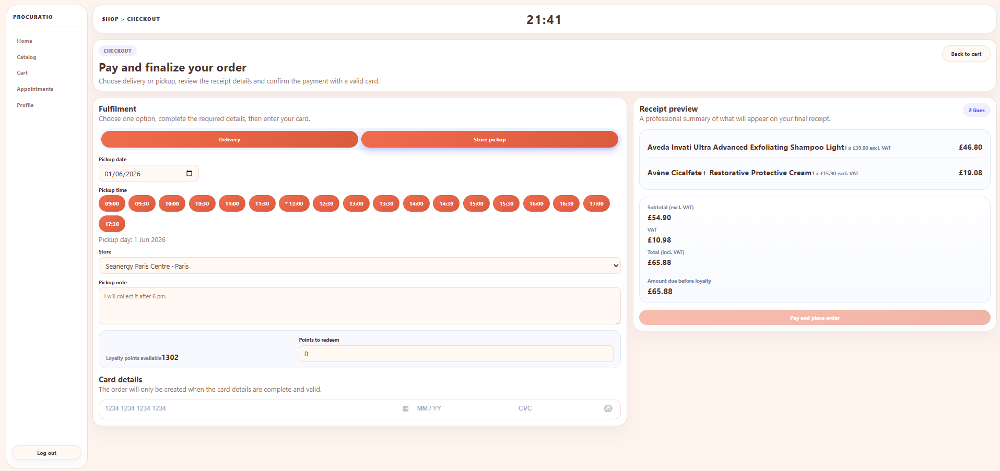 PROCURATIO
Home
Catalog
Cart
Appointments
Profile
Log out
SHOP > CHECKOUT
21:41
CHECKOUT
Pay and finalize your order
Choose delivery or pickup, review the receipt details and confirm the payment with a valid card.
Back to cart
Fulfilment
Choose one option, complete the required details, then enter your card.
Delivery
Store pickup
Pickup date
01/06/2026
Pickup time
09:00 09:30 10:00 10:30 11:00 11:30 * 12:00 12:30 13:00 13:30 14:00 14:30 15:00 15:30 16:00 16:30 17:00
17:30
Pickup day: 1 Jun 2026
Store
Seanergy Paris Centre · Paris
Pickup note
I will collect it after 6 pm.
Loyalty points available1302
Points to redeem
0
Card details
The order will only be created when the card details are complete and valid.
1234 1234 1234 1234 MM / YY CVC
Receipt preview
2 lines
A professional summary of what will appear on your final receipt.
Aveda Invati Ultra Advanced Exfoliating Shampoo Light1 x £39.00 excl. VAT £46.80
Avène Cicalfate+ Restorative Protective Cream1 x £15.90 excl. VAT £19.08
Subtotal (excl. VAT)
£54.90
VAT
£10.98
Total (incl. VAT)
£65.88
Amount due before loyalty
£65.88
Pay and place order